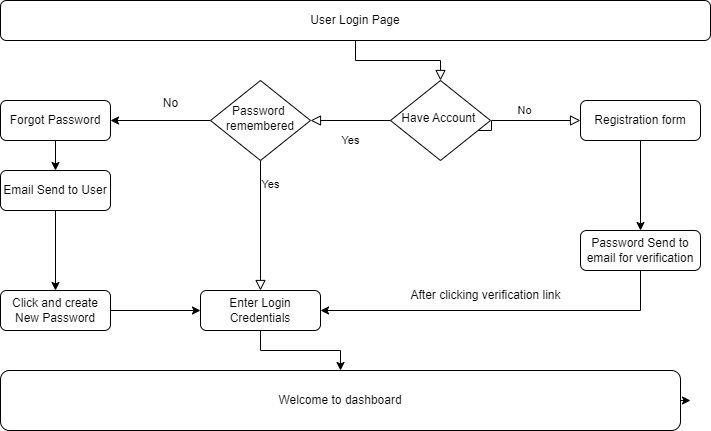 User Login Page
No
Password
remembered
Have Account
No
Forgot Password
Registration form
Yes
Email Send to User
Yes
Password Send to
email for verification
Click and create
New Password
Enter Login
Credentials
After clicking verification link
Welcome to dashboard